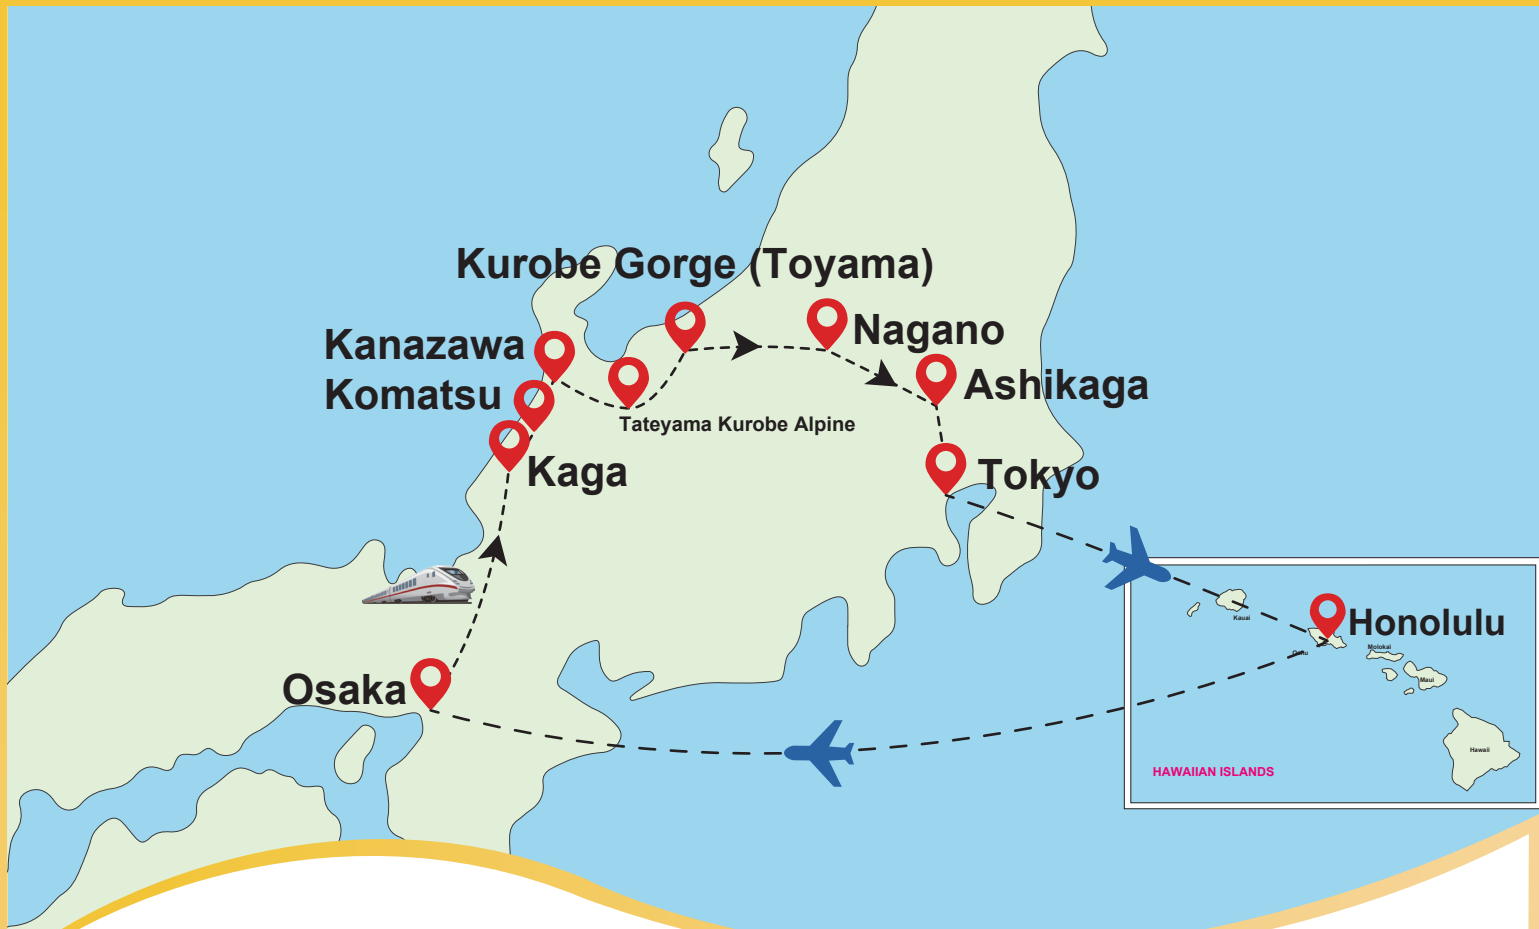 Kurobe Gorge (Toyama)
Kanazawa
Nagano
Komatsu
Ashikaga
Tateyama Kurobe Alpine
Kaga
Tokyo
Kauai
Honolulu
Oahu
Molokai
Maui
Osaka
Hawaii
HAWAIIAN ISLANDS